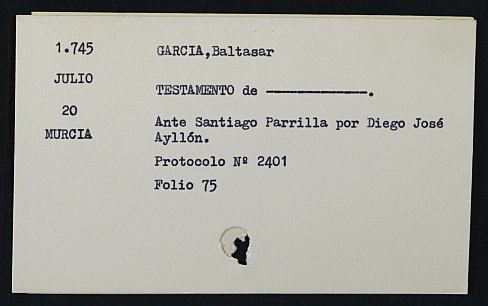 1.745 GARCIA,Baltasar
JULIO
TESTAMENTO de ——————————.
20
Ante Santiago Parrilla por Diego José
MURCIA
Ayllón.
Protocolo Nº 2401
Folio 75